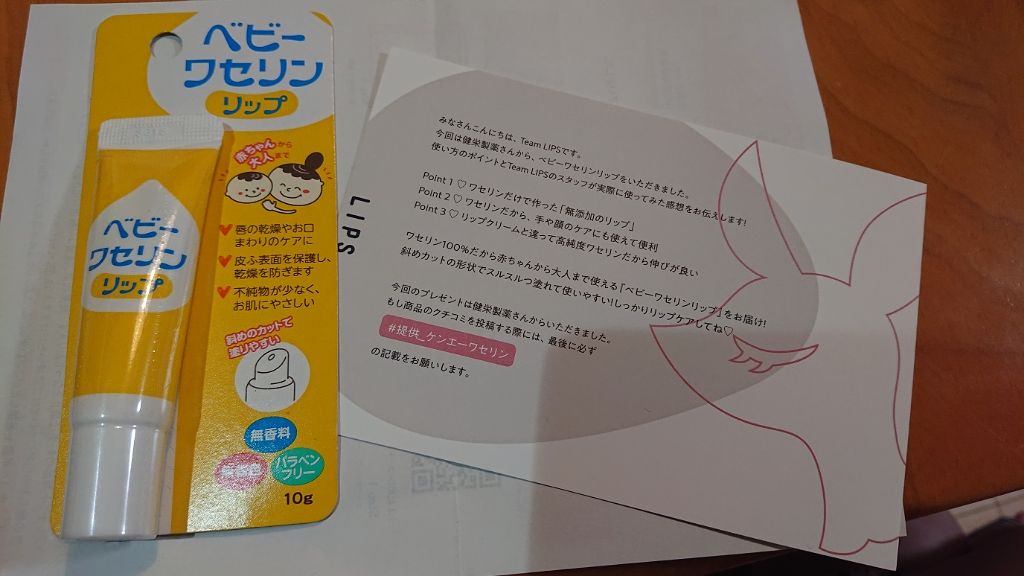 ベビー
ワセリン
リップ
赤ちゃんから
大人まで
唇の乾燥やお口
まわりのケアに
皮ふ表面を保護し、
乾燥を防ぎます
不純物が少なく、
お肌にやさしい
斜めのカットで
塗りやすい
無香料
無着色
パラベン
フリー
10g
ベビー
ワセリン
リップ
LIPS
みなさんこんにちは、Team LIPSです。
今回は健栄製薬さんから、ベビーワセリンリップをいただきました。
使い方のポイントとTeam LIPSのスタッフが実際に使ってみた感想をお伝えします!
Point 1 ♡ ワセリンだけで作った「無添加のリップ」
Point 2 ♡ ワセリンだから、手や顔のケアにも使えて便利
Point 3 ♡ リップクリームと違って高純度ワセリンだから伸びが良い
ワセリン100%だから赤ちゃんから大人まで使える「ベビーワセリンリップ」をお届け!
斜めカットの形状でスルスル塗れて使いやすい!しっかりリップケアしてね♡
今回のプレゼントは健栄製薬さんからいただきました。
もし商品のクチコミを投稿する際には、最後に必ず
#提供_ケンエーワセリン
の記載をお願いします。